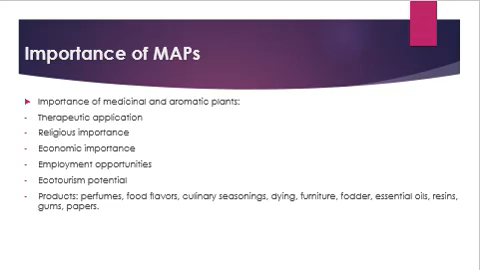 Importance of MAPs
Importance of medicinal and aromatic plants:
- Therapeutic application
- Religious importance
- Economic importance
- Employment opportunities
- Ecotourism potential
- Products: perfumes, food flavors, culinary seasonings, dying, furniture, fodder, essential oils, resins,
gums, papers.